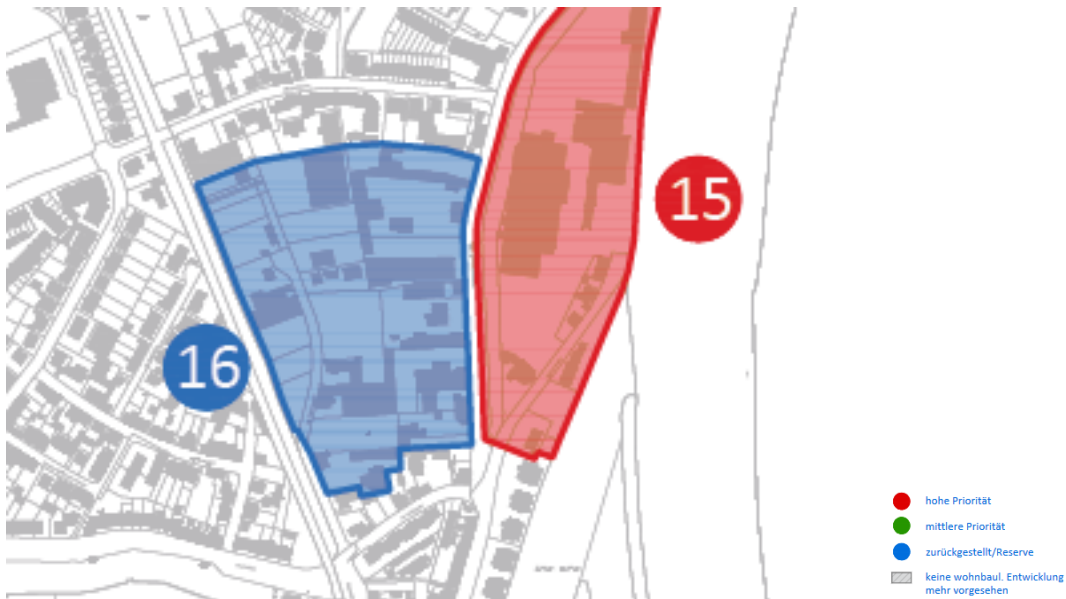 15
16
hohe Priorität
mittlere Priorität
zurückgestellt/Reserve
keine wohnbaul. Entwicklung
mehr vorgesehen